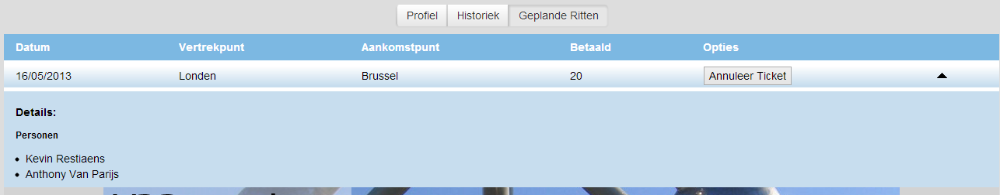 Profiel Historiek Geplande Ritten
Datum Vertrekpunt Aankomstpunt Betaald Opties
16/05/2013 Londen Brussel 20 Annuleer Ticket
Details:
Personen
Kevin Restiaens
Anthony Van Parijs